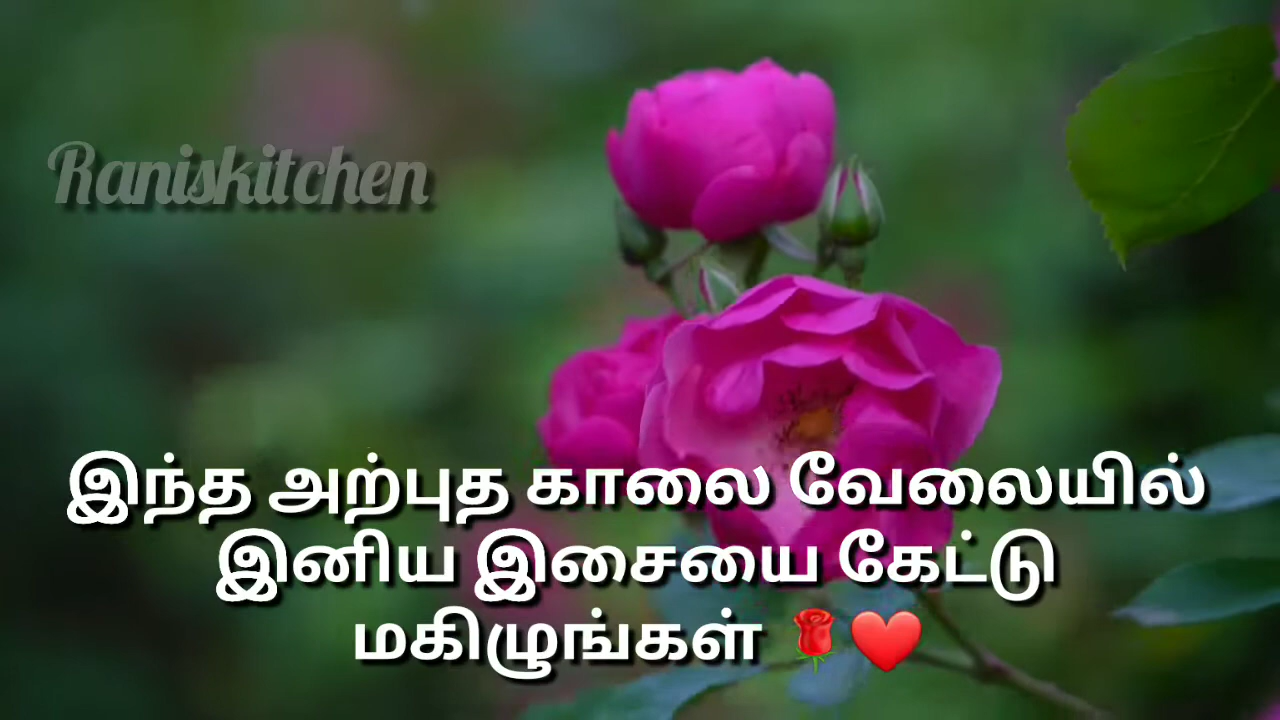 Raniskitchen
இந்த அற்புத காலை வேலையில்
இனிய இசையை கேட்டு
மகிழுங்கள் 🌹❤️